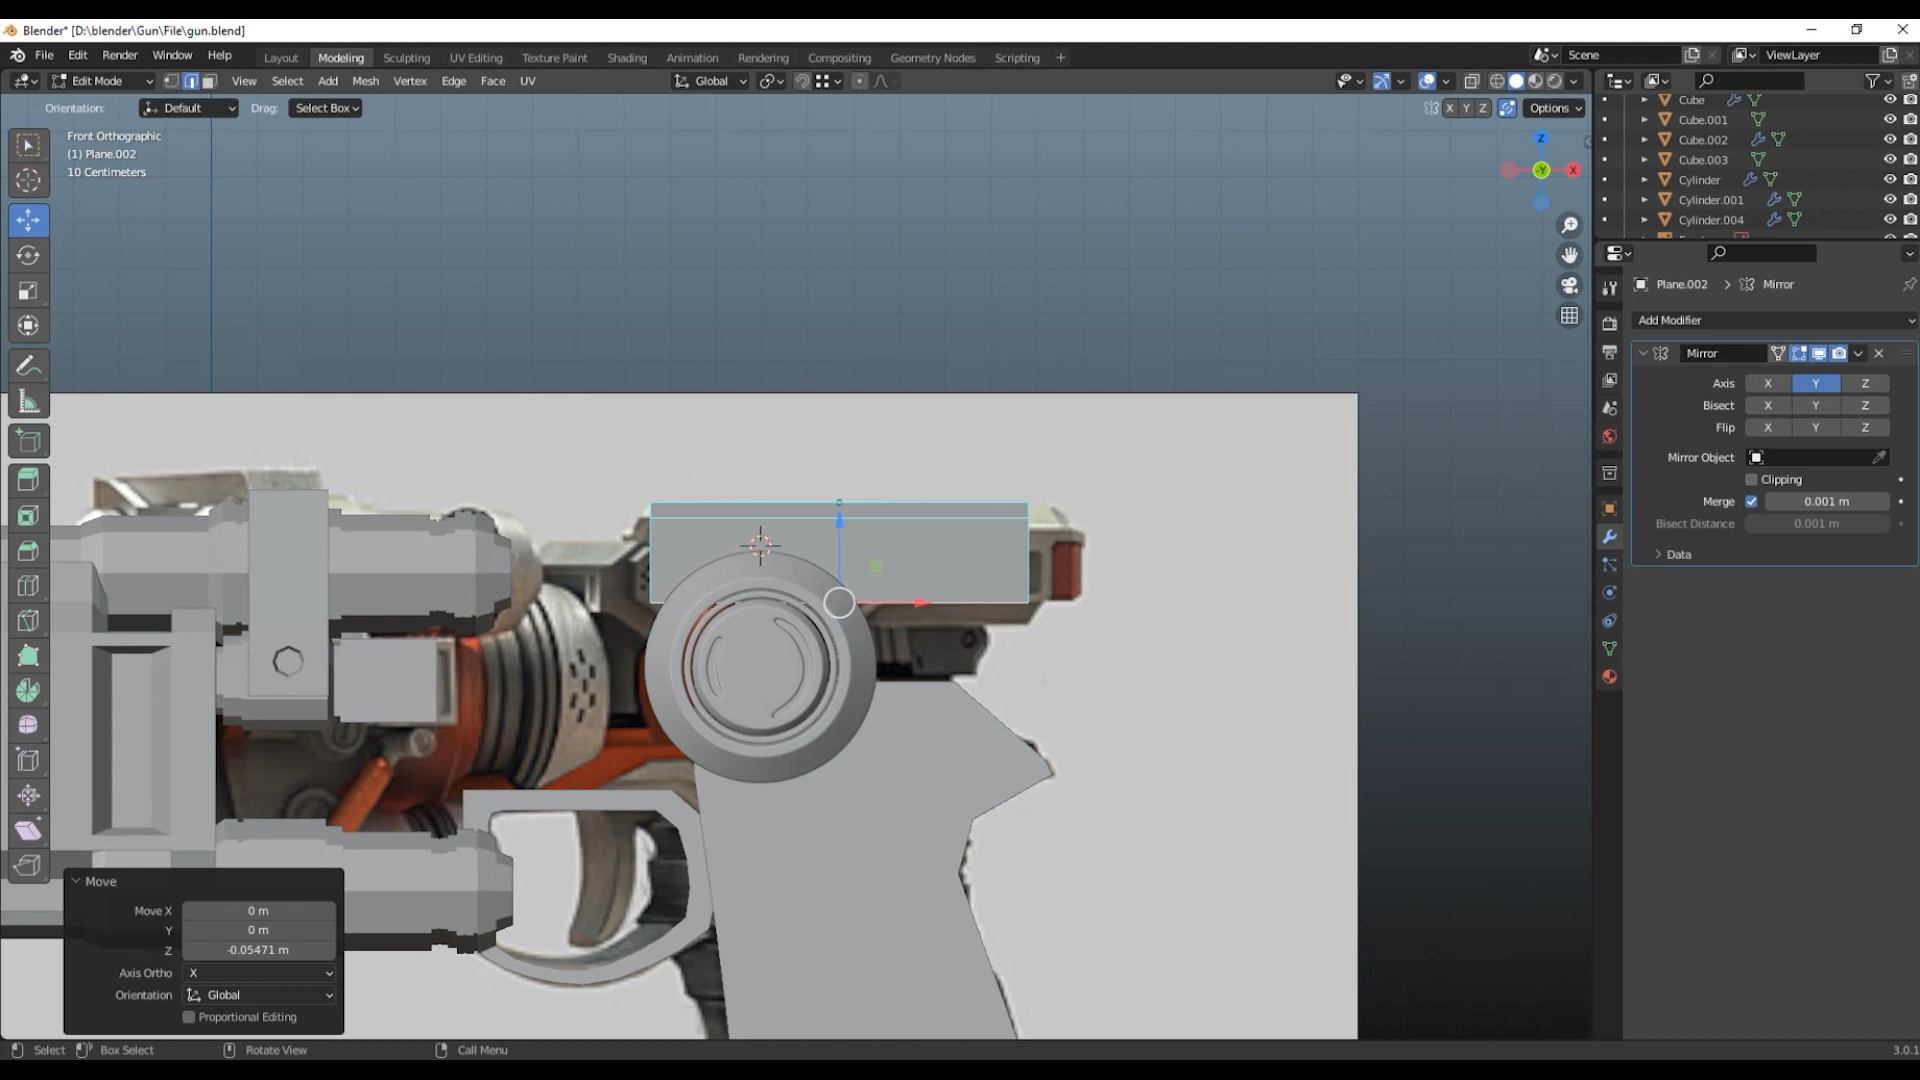 Blender* [D:\blender\Gun\File\gun.blend]
File Edit Render Window Help Layout Modeling Sculpting UV Editing Texture Paint Shading Animation Rendering Compositing Geometry Nodes Scripting + Scene ViewLayer
Edit Mode View Select Add Mesh Vertex Edge Face UV Global
Orientation: Default Drag: Select Box X Y Z Options
Front Orthographic
(1) Plane.002
10 Centimeters
Z
-Y
X
Cube
Cube.001
Cube.002
Cube.003
Cylinder
Cylinder.001
Cylinder.004
Plane.002 > Mirror
Add Modifier
Mirror
Axis X Y Z
Bisect X Y Z
Flip X Y Z
Mirror Object
Clipping
Merge 0.001 m
Bisect Distance 0.001 m
Data
Move
Move X 0 m
Y 0 m
Z -0.05471 m
Axis Ortho X
Orientation Global
Proportional Editing
Select Box Select Rotate View Call Menu 3.0.1